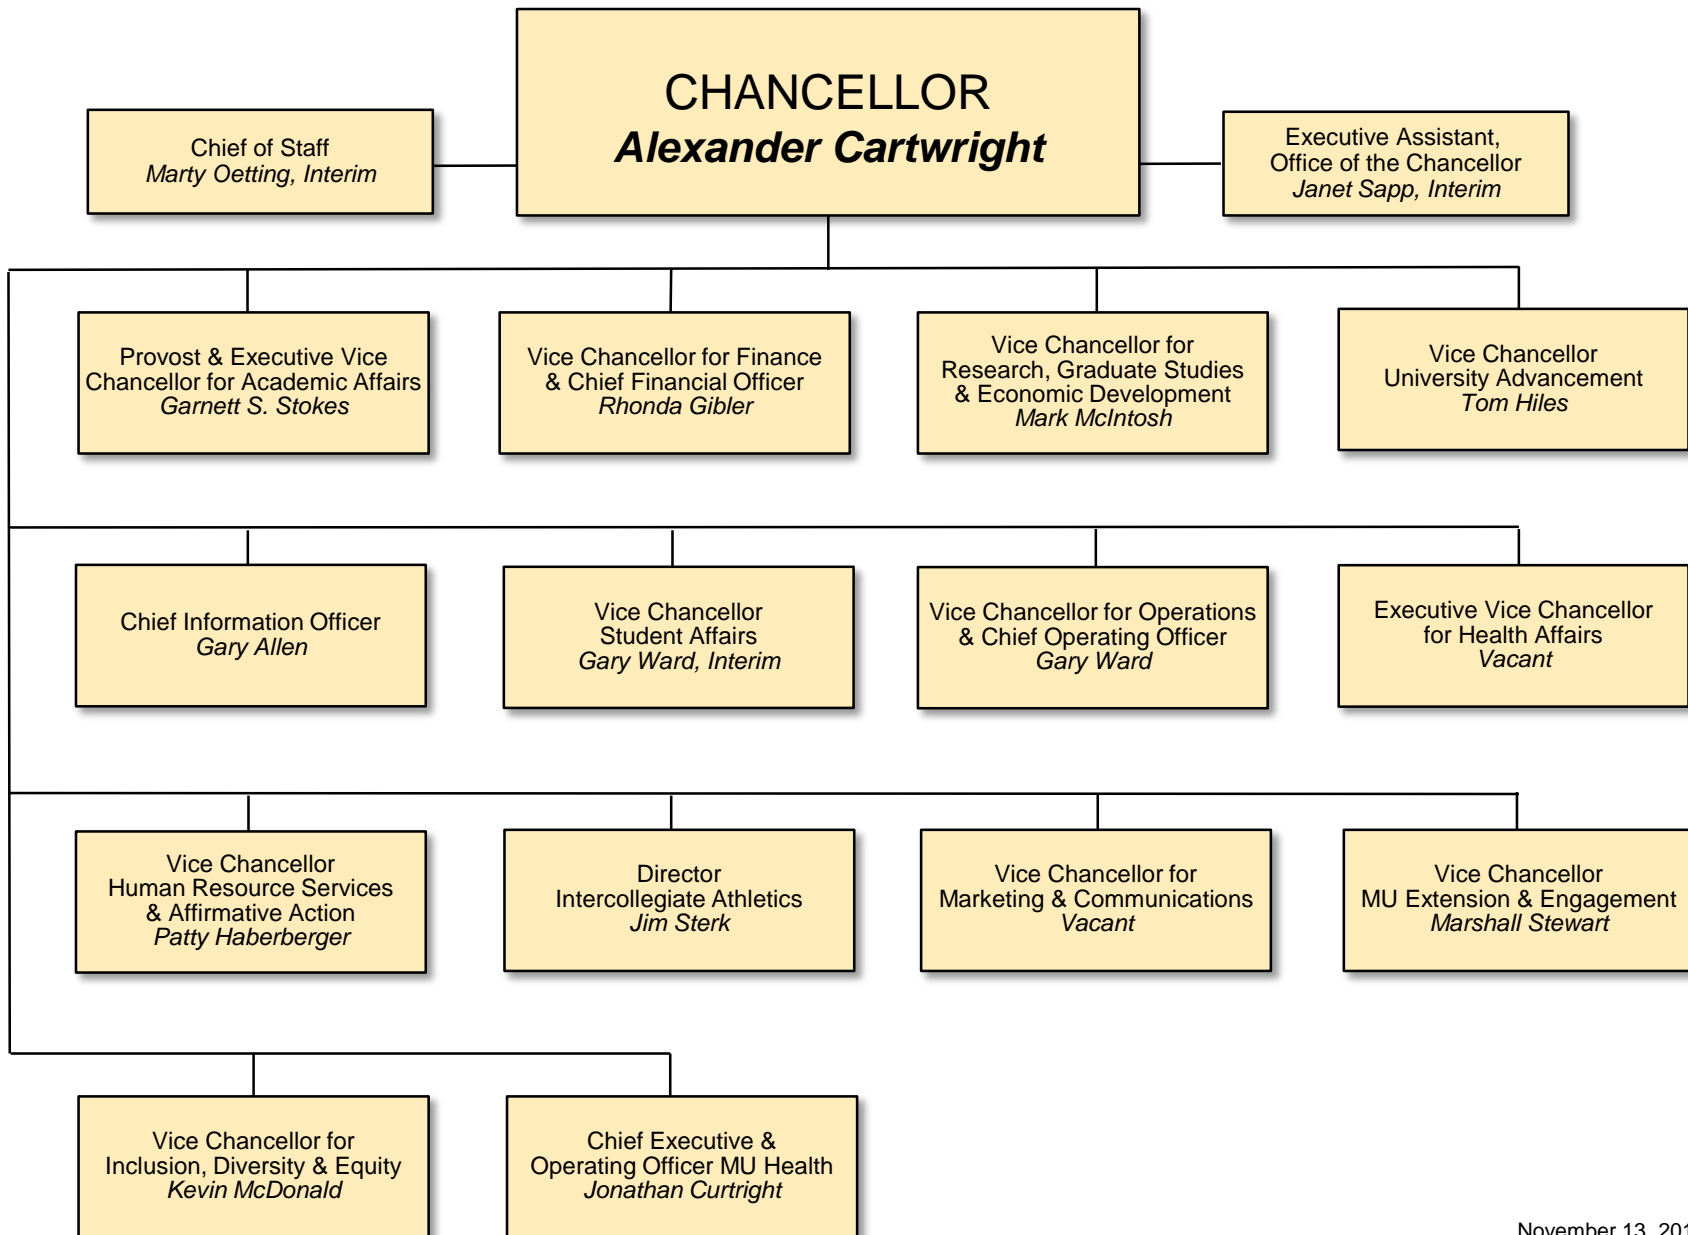 CHANCELLOR
Alexander Cartwright
Chief of Staff
Marty Oetting, Interim
Executive Assistant,
Office of the Chancellor
Janet Sapp, Interim
Provost & Executive Vice
Chancellor for Academic Affairs
Garnett S. Stokes
Vice Chancellor for Finance
& Chief Financial Officer
Rhonda Gibler
Vice Chancellor for
Research, Graduate Studies
& Economic Development
Mark McIntosh
Vice Chancellor
University Advancement
Tom Hiles
Chief Information Officer
Gary Allen
Vice Chancellor
Student Affairs
Gary Ward, Interim
Vice Chancellor for Operations
& Chief Operating Officer
Gary Ward
Executive Vice Chancellor
for Health Affairs
Vacant
Vice Chancellor
Human Resource Services
& Affirmative Action
Patty Haberberger
Director
Intercollegiate Athletics
Jim Sterk
Vice Chancellor for
Marketing & Communications
Vacant
Vice Chancellor
MU Extension & Engagement
Marshall Stewart
Vice Chancellor for
Inclusion, Diversity & Equity
Kevin McDonald
Chief Executive &
Operating Officer MU Health
Jonathan Curtright
November 13, 201